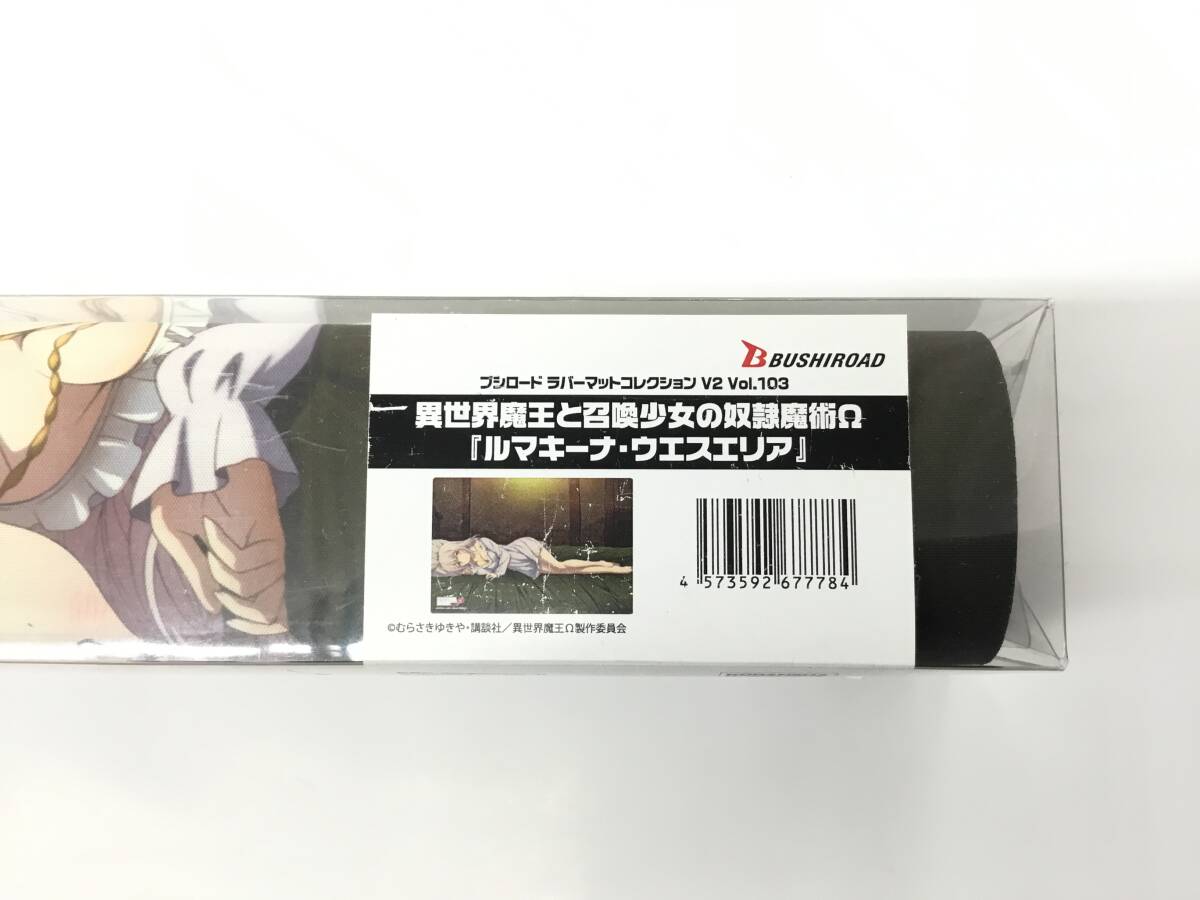 BUSHIROAD
ブシロード ラバーマットコレクション V2 Vol.103
異世界魔王と召喚少女の奴隷魔術Ω
『ルマキーナ・ウエスエリア』
4 573592 677784
©むらさきゆきや・講談社／異世界魔王Ω製作委員会